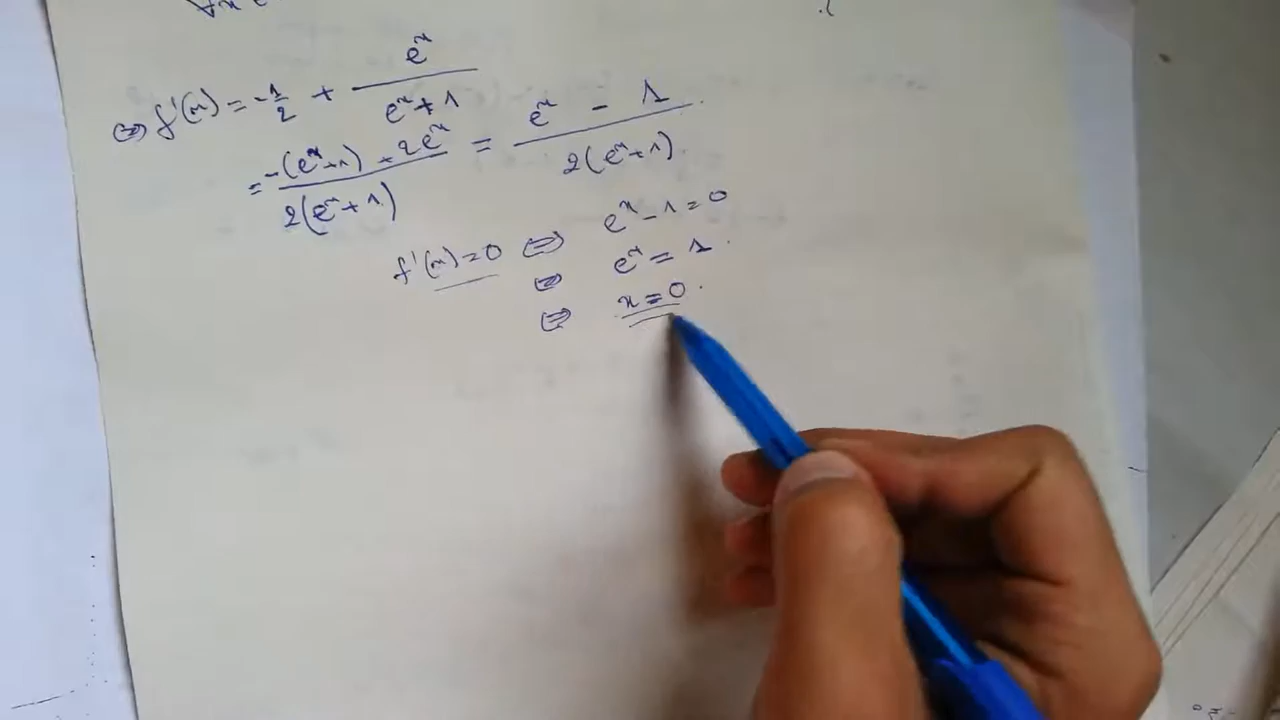 ∀x ∈
⇔ f'(x) = -1/2 + e^x/(e^x + 1)
= (-(e^x + 1) + 2e^x)/(2(e^x + 1)) = (e^x - 1)/(2(e^x + 1)).
f'(x) = 0 ⇔ e^x - 1 = 0
⇔ e^x = 1.
⇔ x = 0.